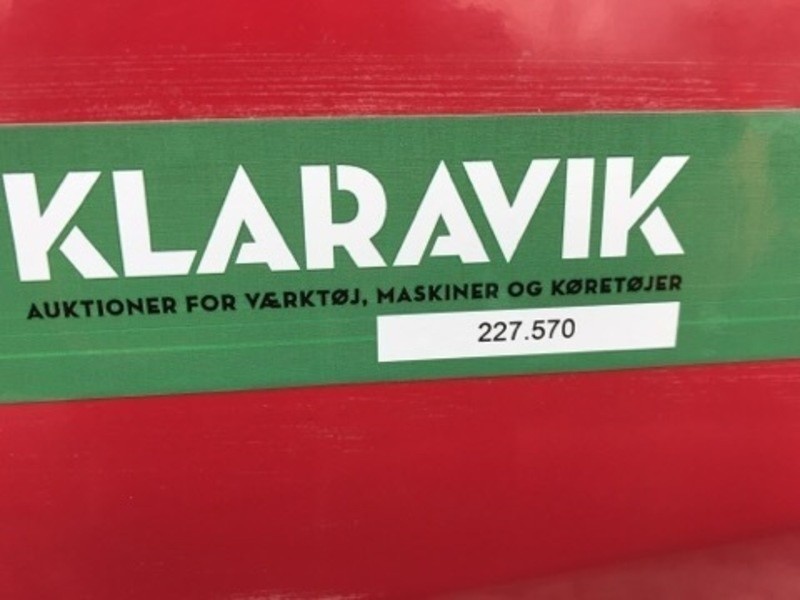 KLARAVIK
AUKTIONER FOR VÆRKTØJ, MASKINER OG KØRETØJER
227.570